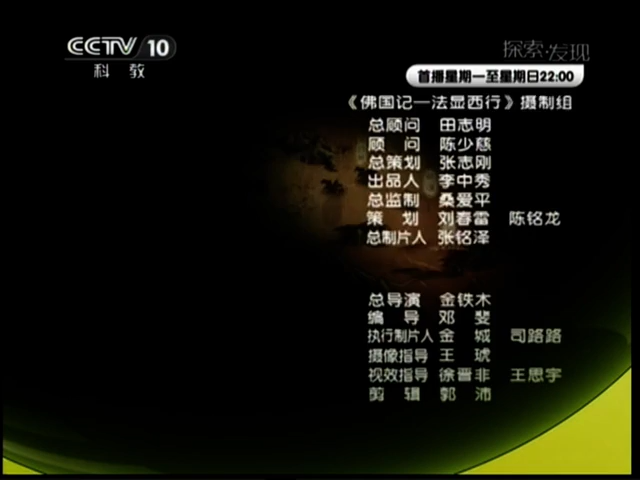 CCTV 10
科教
探索·发现
首播星期一至星期日22:00
《佛国记—法显西行》摄制组
总顾问 田志明
顾问 陈少慈
总策划 张志刚
出品人 李中秀
总监制 桑爱平
策划 刘春雷 陈铭龙
总制片人 张铭泽
总导演 金铁木
编导 邓斐
执行制片人 金城 司路路
摄像指导 王琥
视效指导 徐晋非 王思宇
剪辑 郭沛